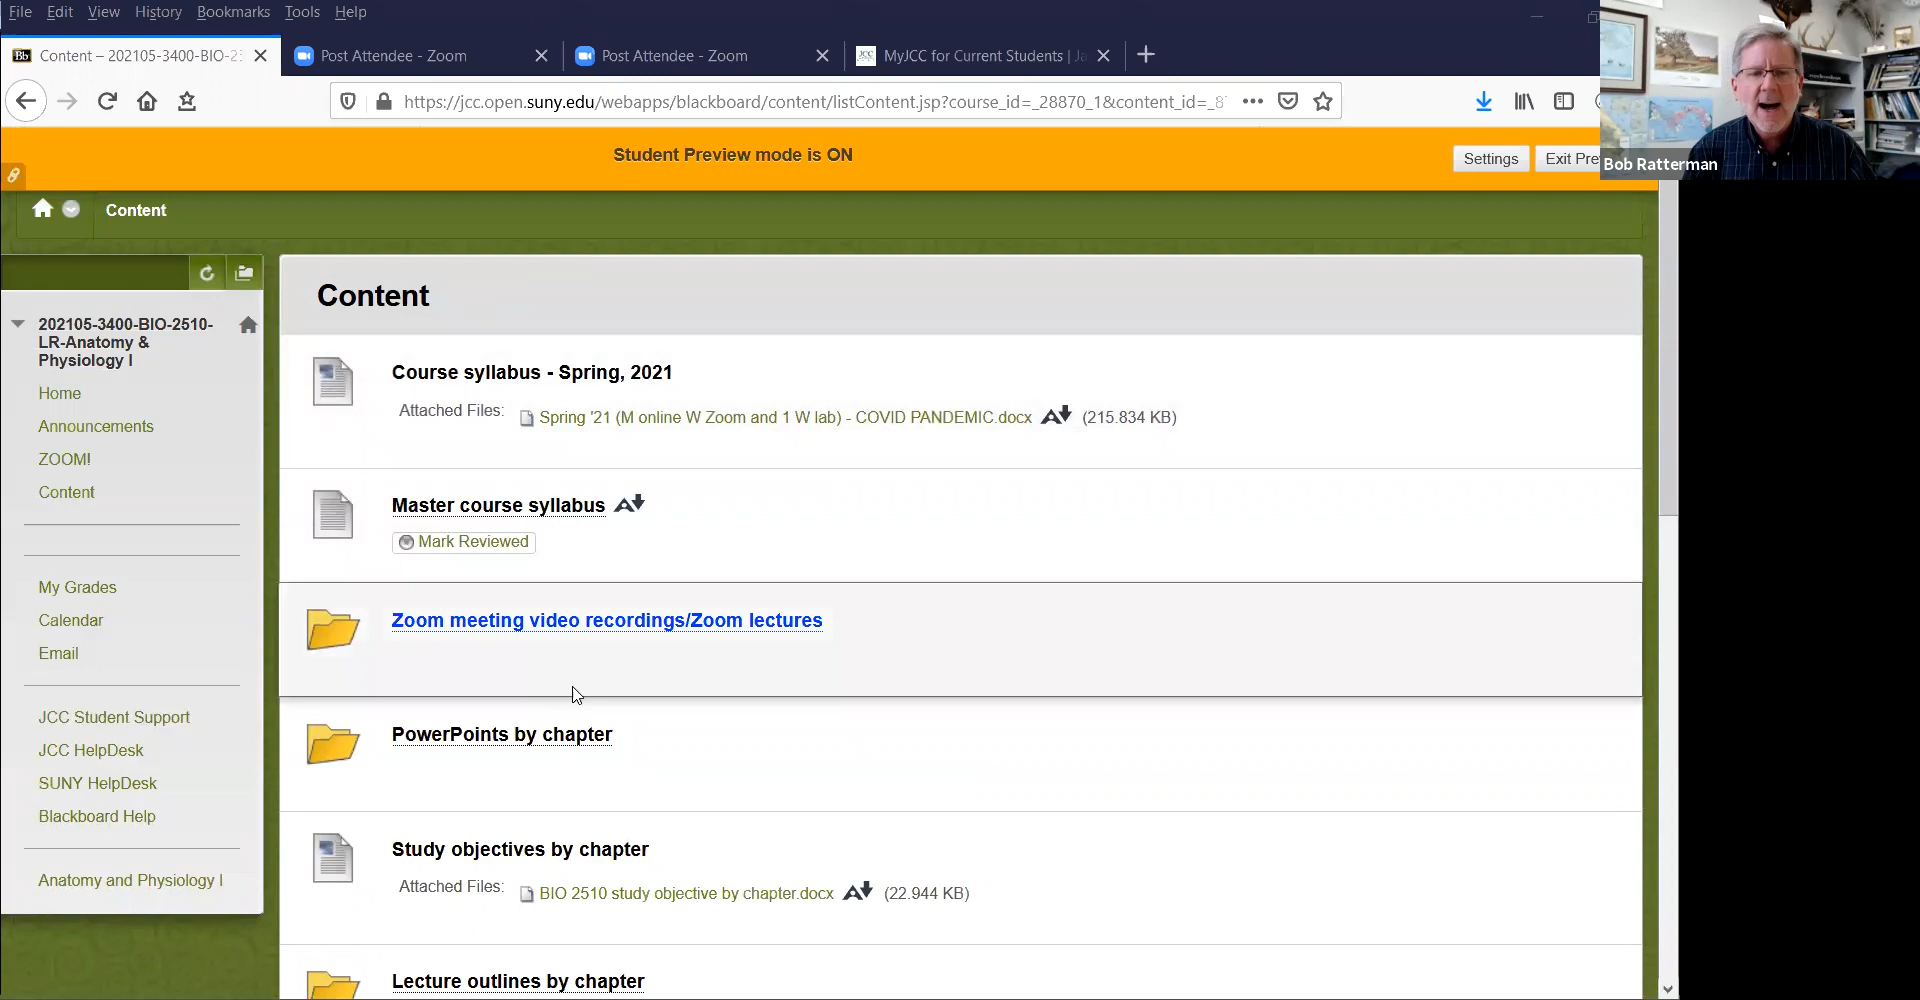 File Edit View History Bookmarks Tools Help
Bb Content – 202105-3400-BIO-25
Post Attendee - Zoom
Post Attendee - Zoom
JCC MyJCC for Current Students | Ja
https://jcc.open.suny.edu/webapps/blackboard/content/listContent.jsp?course_id=_28870_1&content_id=_8
Student Preview mode is ON
Settings
Exit Pre
Bob Ratterman
Content
202105-3400-BIO-2510-
LR-Anatomy &
Physiology I
Home
Announcements
ZOOM!
Content
My Grades
Calendar
Email
JCC Student Support
JCC HelpDesk
SUNY HelpDesk
Blackboard Help
Anatomy and Physiology I
Content
Course syllabus - Spring, 2021
Attached Files: Spring '21 (M online W Zoom and 1 W lab) - COVID PANDEMIC.docx (215.834 KB)
Master course syllabus
Mark Reviewed
Zoom meeting video recordings/Zoom lectures
PowerPoints by chapter
Study objectives by chapter
Attached Files: BIO 2510 study objective by chapter.docx (22.944 KB)
Lecture outlines by chapter